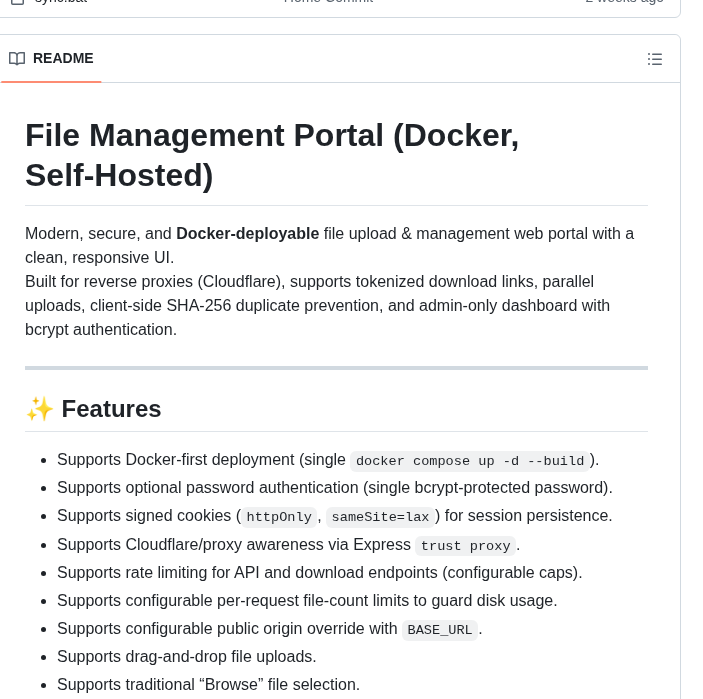 sync.bat Home Commit 2 weeks ago
README
File Management Portal (Docker,
Self-Hosted)
Modern, secure, and Docker-deployable file upload & management web portal with a
clean, responsive UI.
Built for reverse proxies (Cloudflare), supports tokenized download links, parallel
uploads, client-side SHA-256 duplicate prevention, and admin-only dashboard with
bcrypt authentication.
✨ Features
• Supports Docker-first deployment (single docker compose up -d --build ).
• Supports optional password authentication (single bcrypt-protected password).
• Supports signed cookies ( httpOnly , sameSite=lax ) for session persistence.
• Supports Cloudflare/proxy awareness via Express trust proxy .
• Supports rate limiting for API and download endpoints (configurable caps).
• Supports configurable per-request file-count limits to guard disk usage.
• Supports configurable public origin override with BASE_URL .
• Supports drag-and-drop file uploads.
• Supports traditional “Browse” file selection.